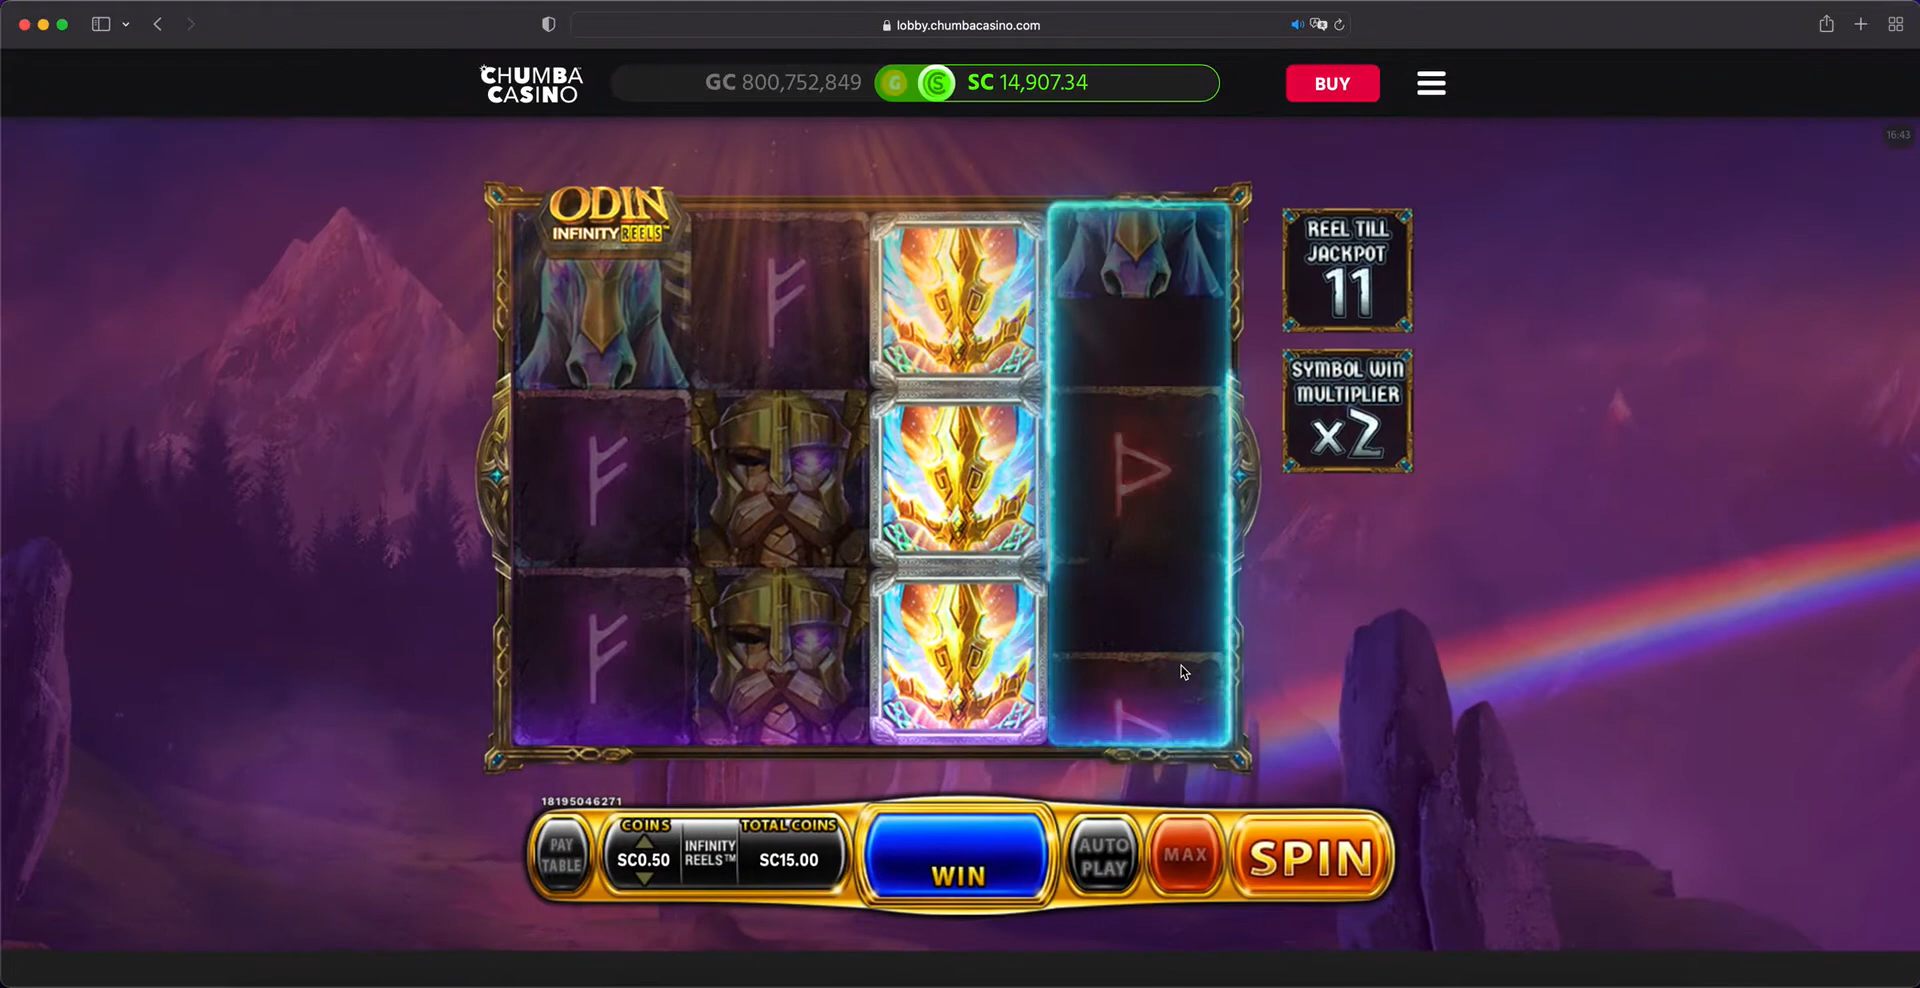 lobby.chumbacasino.com
CHUMBA
CASINO
GC 800,752,849
G
S
SC 14,907.34
BUY
16:43
ODIN
INFINITY REELS™
REEL TILL
JACKPOT
11
SYMBOL WIN
MULTIPLIER
x2
18195046271
PAY
TABLE
COINS
SC0.50
INFINITY
REELS™
TOTAL COINS
SC15.00
WIN
AUTO
PLAY
MAX
SPIN